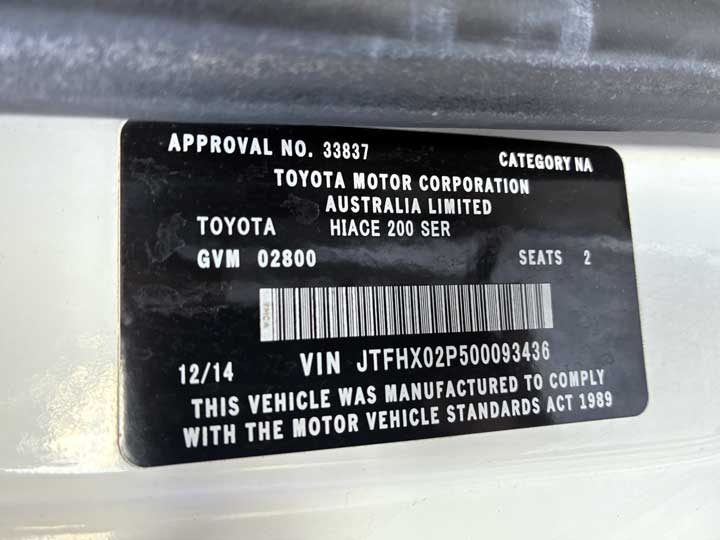 APPROVAL NO. 33837 CATEGORY NA
TOYOTA MOTOR CORPORATION
AUSTRALIA LIMITED
TOYOTA HIACE 200 SER
GVM 02800 SEATS 2
12/14 VIN JTFHX02P500093436
THIS VEHICLE WAS MANUFACTURED TO COMPLY
WITH THE MOTOR VEHICLE STANDARDS ACT 1989